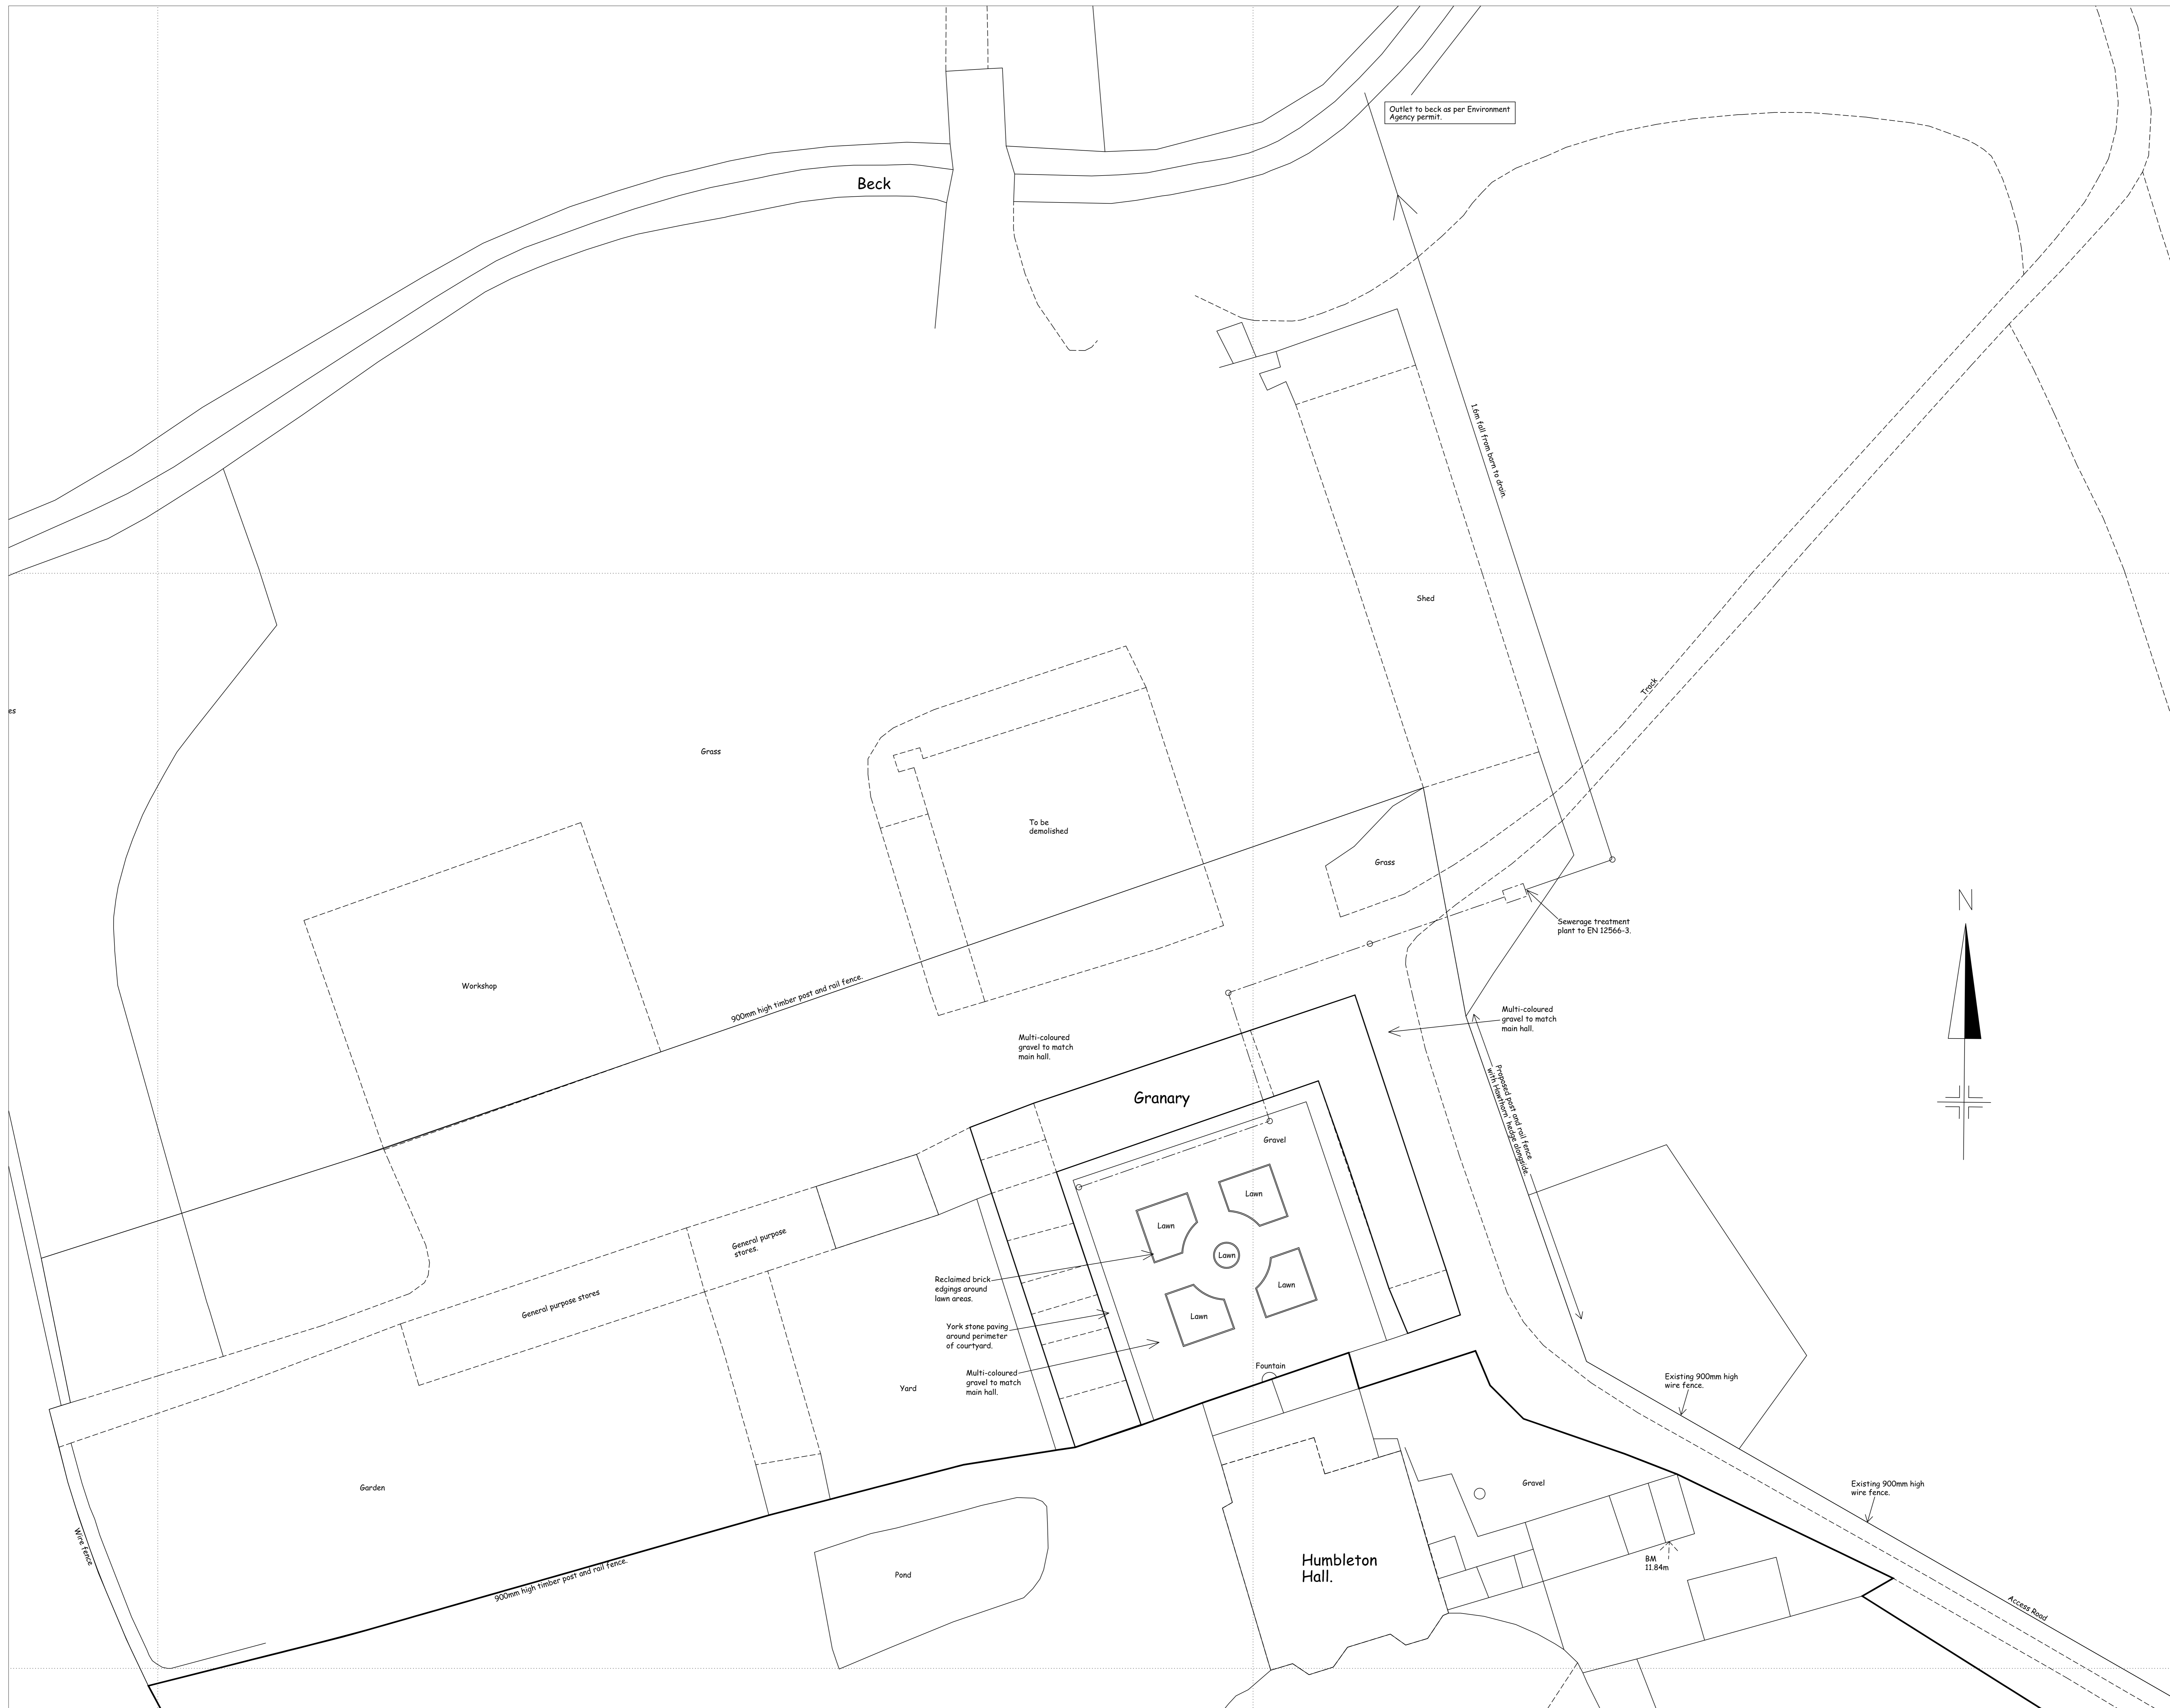 Outlet to beck as per Environment
Agency permit.
Beck
1.6m fall from barn to drain.
Shed
Track
es
Grass
To be
demolished
Grass
Sewerage treatment
plant to EN 12566-3.
N
Workshop
900mm high timber post and rail fence.
Multi-coloured
gravel to match
main hall.
Multi-coloured
gravel to match
main hall.
Granary
Proposed post and rail fence
with Hawthorn hedge alongside.
Gravel
Lawn
Lawn
Lawn
Lawn
Lawn
General purpose
stores.
General purpose stores
Reclaimed brick
edgings around
lawn areas.
York stone paving
around perimeter
of courtyard.
Multi-coloured
gravel to match
main hall.
Fountain
Yard
Existing 900mm high
wire fence.
Garden
Gravel
Existing 900mm high
wire fence.
Wire fence
900mm high timber post and rail fence.
Pond
Humbleton
Hall.
BM
11.84m
Access Road